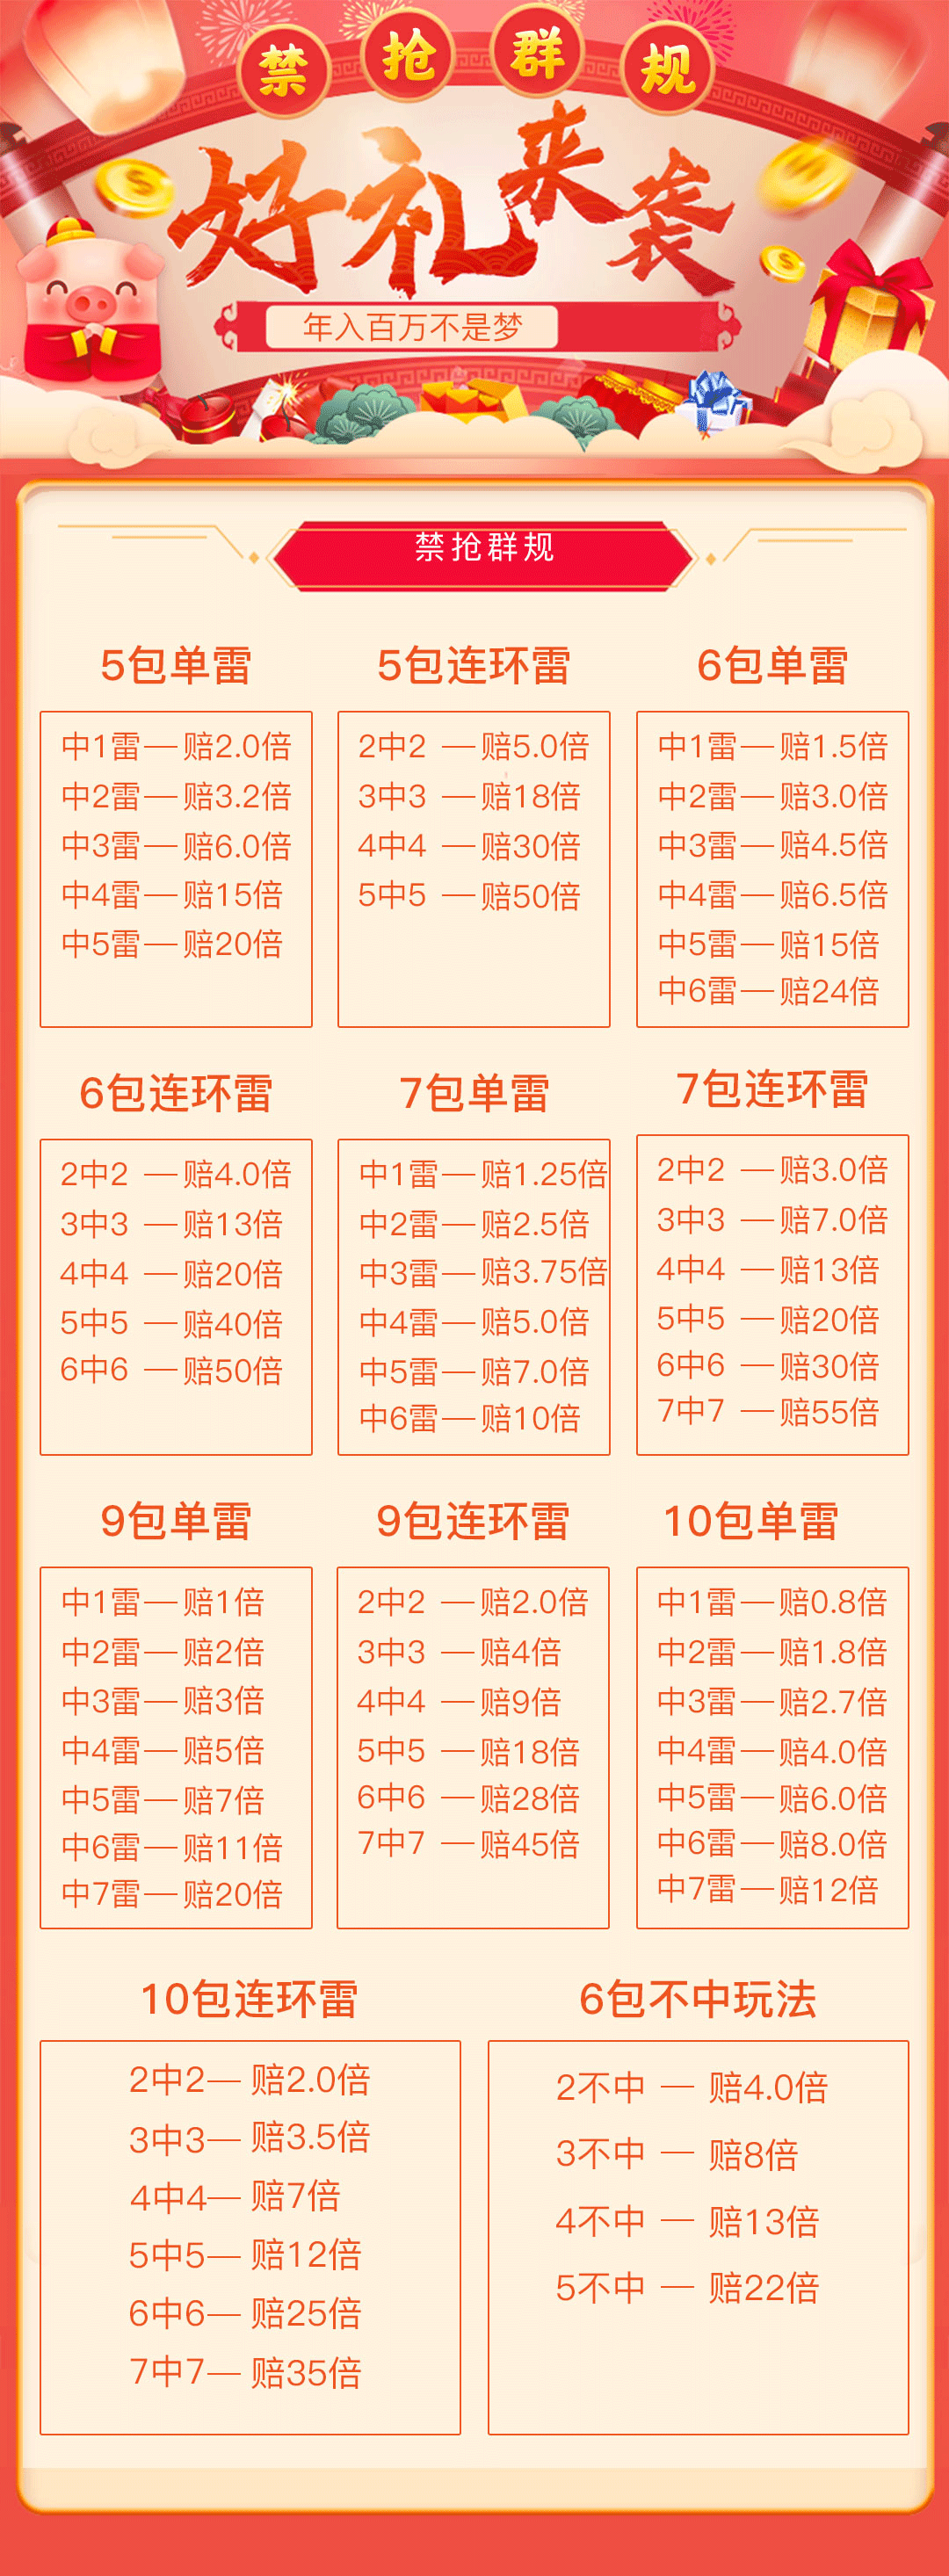 禁抢群规
好礼来袭
年入百万不是梦
禁抢群规
5包单雷
中1雷—赔2.0倍
中2雷—赔3.2倍
中3雷—赔6.0倍
中4雷—赔15倍
中5雷—赔20倍
5包连环雷
2中2 —赔5.0倍
3中3 —赔18倍
4中4 —赔30倍
5中5 —赔50倍
6包单雷
中1雷—赔1.5倍
中2雷—赔3.0倍
中3雷—赔4.5倍
中4雷—赔6.5倍
中5雷—赔15倍
中6雷—赔24倍
6包连环雷
2中2 —赔4.0倍
3中3 —赔13倍
4中4 —赔20倍
5中5 —赔40倍
6中6 —赔50倍
7包单雷
中1雷—赔1.25倍
中2雷—赔2.5倍
中3雷—赔3.75倍
中4雷—赔5.0倍
中5雷—赔7.0倍
中6雷—赔10倍
7包连环雷
2中2 —赔3.0倍
3中3 —赔7.0倍
4中4 —赔13倍
5中5 —赔20倍
6中6 —赔30倍
7中7 —赔55倍
9包单雷
中1雷—赔1倍
中2雷—赔2倍
中3雷—赔3倍
中4雷—赔5倍
中5雷—赔7倍
中6雷—赔11倍
中7雷—赔20倍
9包连环雷
2中2 —赔2.0倍
3中3 —赔4倍
4中4 —赔9倍
5中5 —赔18倍
6中6 —赔28倍
7中7 —赔45倍
10包单雷
中1雷—赔0.8倍
中2雷—赔1.8倍
中3雷—赔2.7倍
中4雷—赔4.0倍
中5雷—赔6.0倍
中6雷—赔8.0倍
中7雷—赔12倍
10包连环雷
2中2—赔2.0倍
3中3—赔3.5倍
4中4—赔7倍
5中5—赔12倍
6中6—赔25倍
7中7—赔35倍
6包不中玩法
2不中 — 赔4.0倍
3不中 — 赔8倍
4不中 — 赔13倍
5不中 — 赔22倍